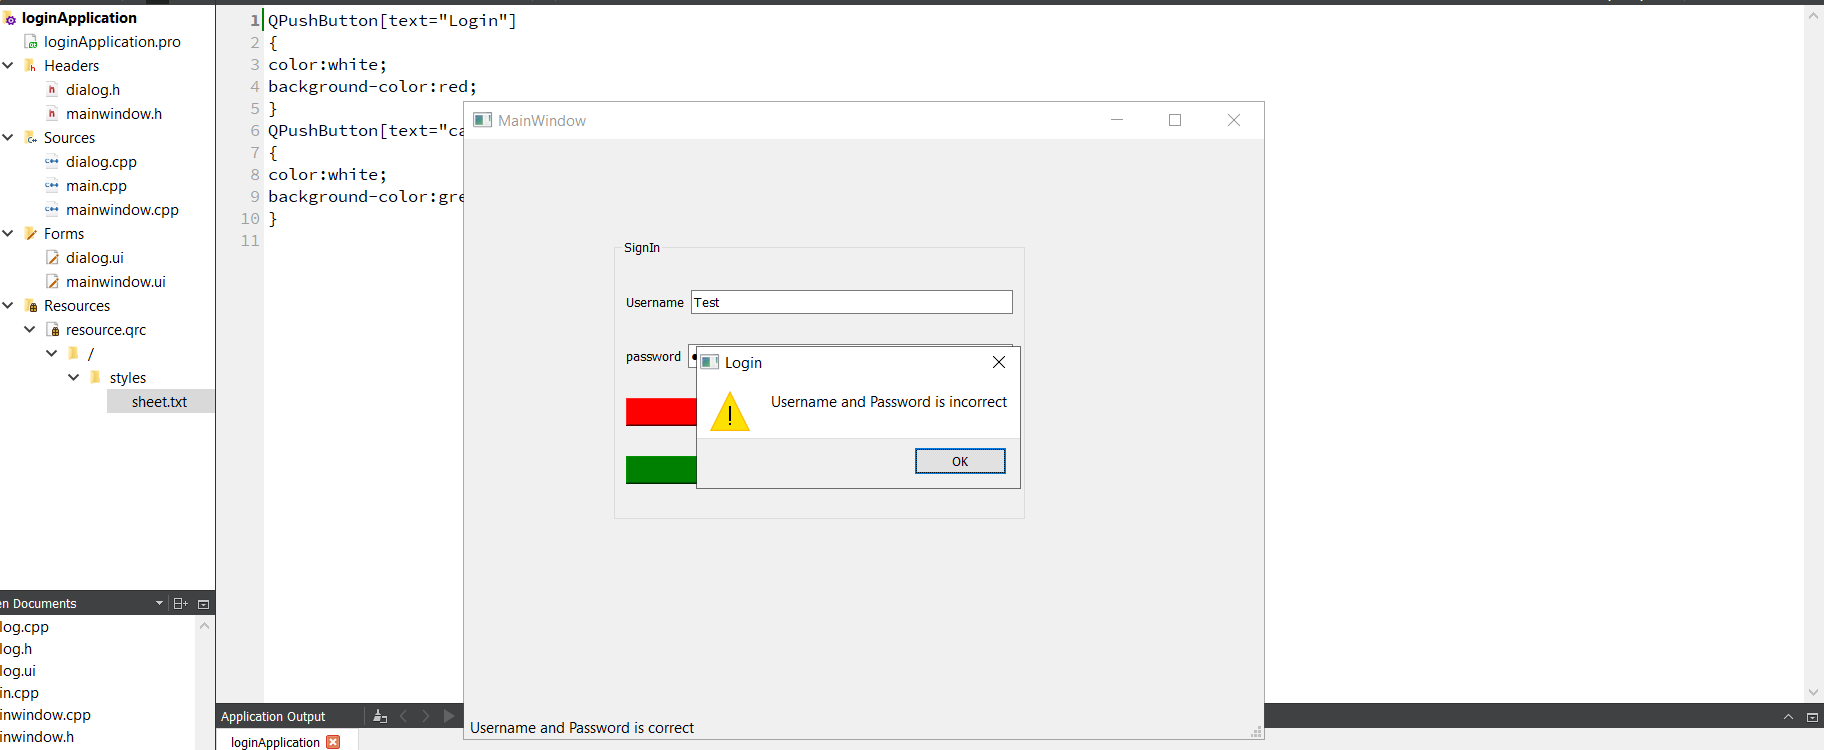 loginApplication
loginApplication.pro
Headers
dialog.h
mainwindow.h
Sources
dialog.cpp
main.cpp
mainwindow.cpp
Forms
dialog.ui
mainwindow.ui
Resources
resource.qrc
/
styles
sheet.txt
en Documents
log.cpp
log.h
log.ui
in.cpp
inwindow.cpp
inwindow.h
1 QPushButton[text="Login"]
2 {
3 color:white;
4 background-color:red;
5 }
6 QPushButton[text="ca
7 {
8 color:white;
9 background-color:gre
10 }
11
MainWindow
SignIn
Username Test
password
Login
Username and Password is incorrect
OK
Username and Password is correct
Application Output
loginApplication